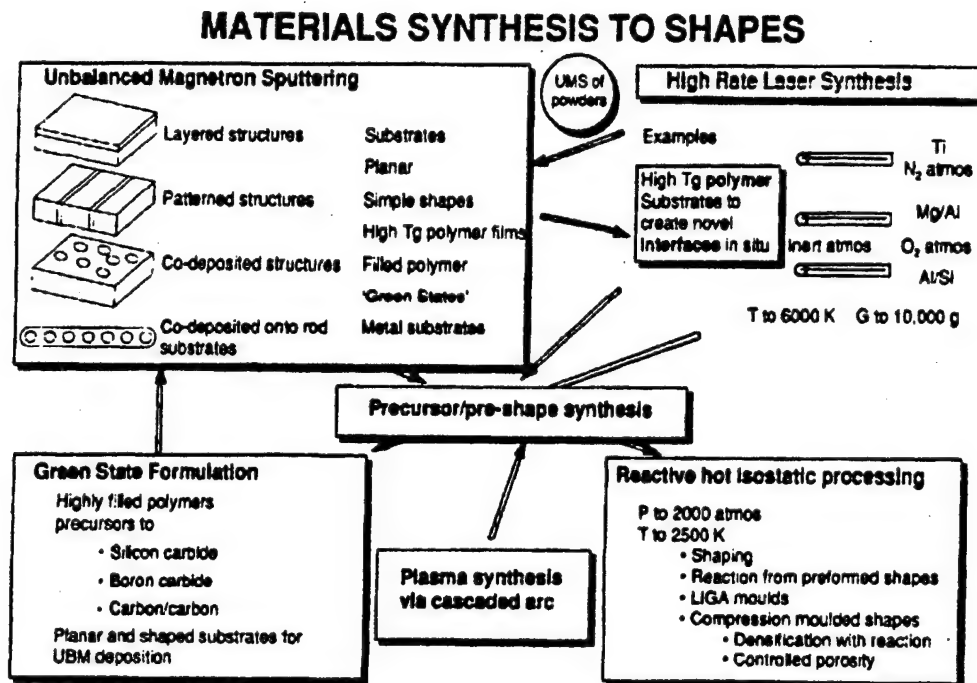 MATERIALS SYNTHESIS TO SHAPES
Unbalanced Magnetron Sputtering
Layered structures
Patterned structures
Co-deposited structures
Co-deposited onto rod
substrates
Substrates
Planar
Simple shapes
High Tg polymer films
Filled polymer
'Green States'
Metal substrates
UMS of
powders
High Rate Laser Synthesis
Examples
High Tg polymer
Substrates to
create novel
Interfaces in situ
Ti
N₂ atmos
Mg/Al
Inert atmos O₂ atmos
Al/Si
T to 6000 K G to 10,000 g
Precursor/pre-shape synthesis
Green State Formulation
Highly filled polymers
precursors to
• Silicon carbide
• Boron carbide
• Carbon/carbon
Planar and shaped substrates for
UBM deposition
Plasma synthesis
via cascaded arc
Reactive hot isostatic processing
P to 2000 atmos
T to 2500 K
• Shaping
• Reaction from preformed shapes
• LIGA moulds
• Compression moulded shapes
• Densification with reaction
• Controlled porosity